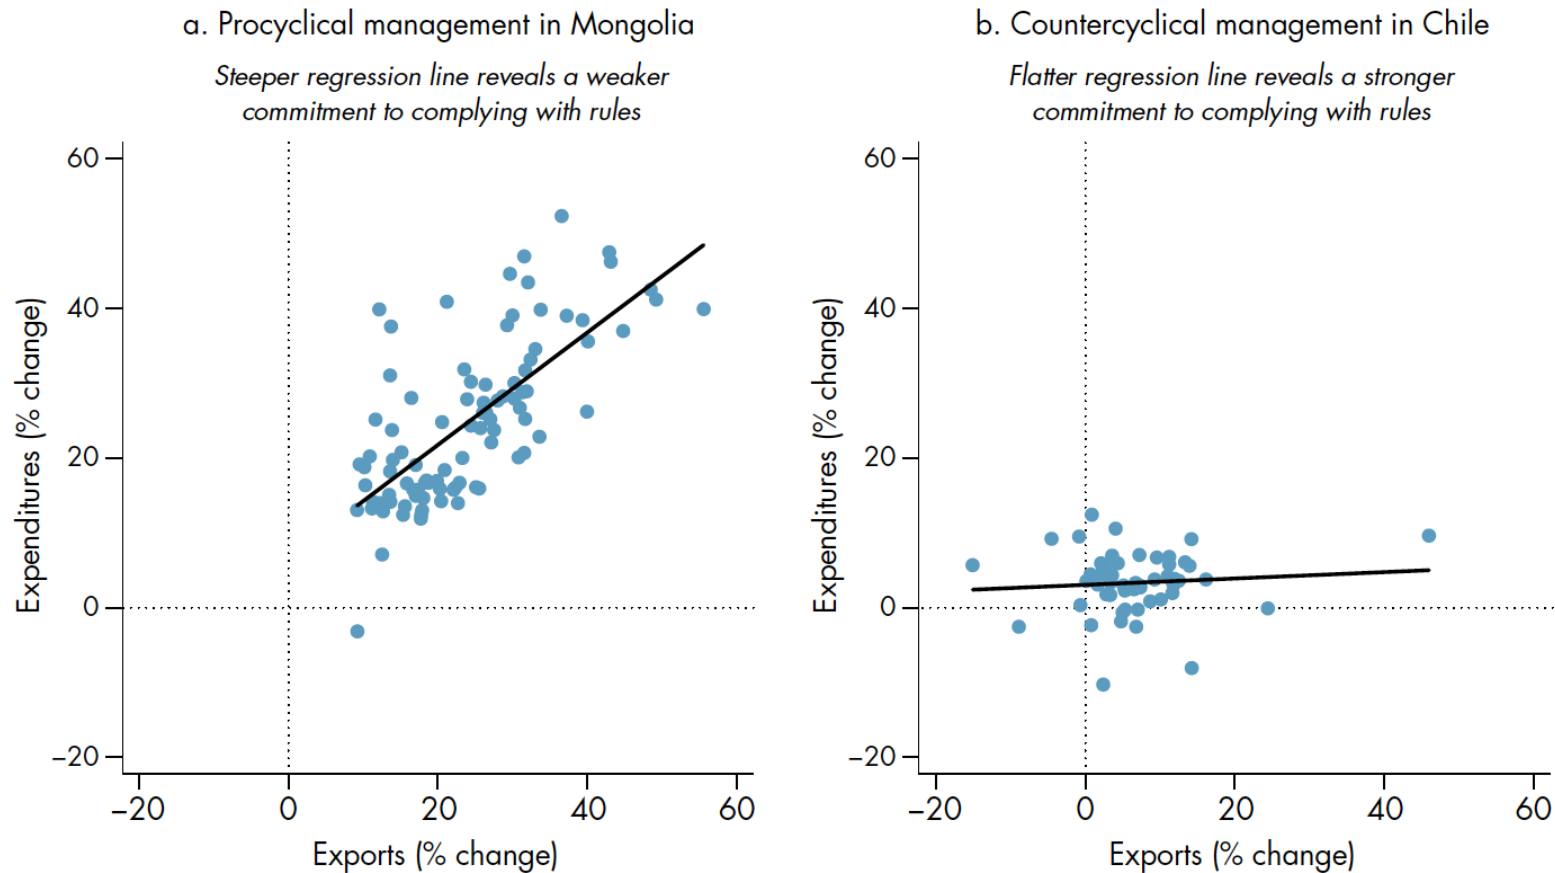 a. Procyclical management in Mongolia
Steeper regression line reveals a weaker
commitment to complying with rules
60
40
20
0
−20
Expenditures (% change)
−20
0
20
40
60
Exports (% change)
b. Countercyclical management in Chile
Flatter regression line reveals a stronger
commitment to complying with rules
60
40
20
0
−20
Expenditures (% change)
−20
0
20
40
60
Exports (% change)